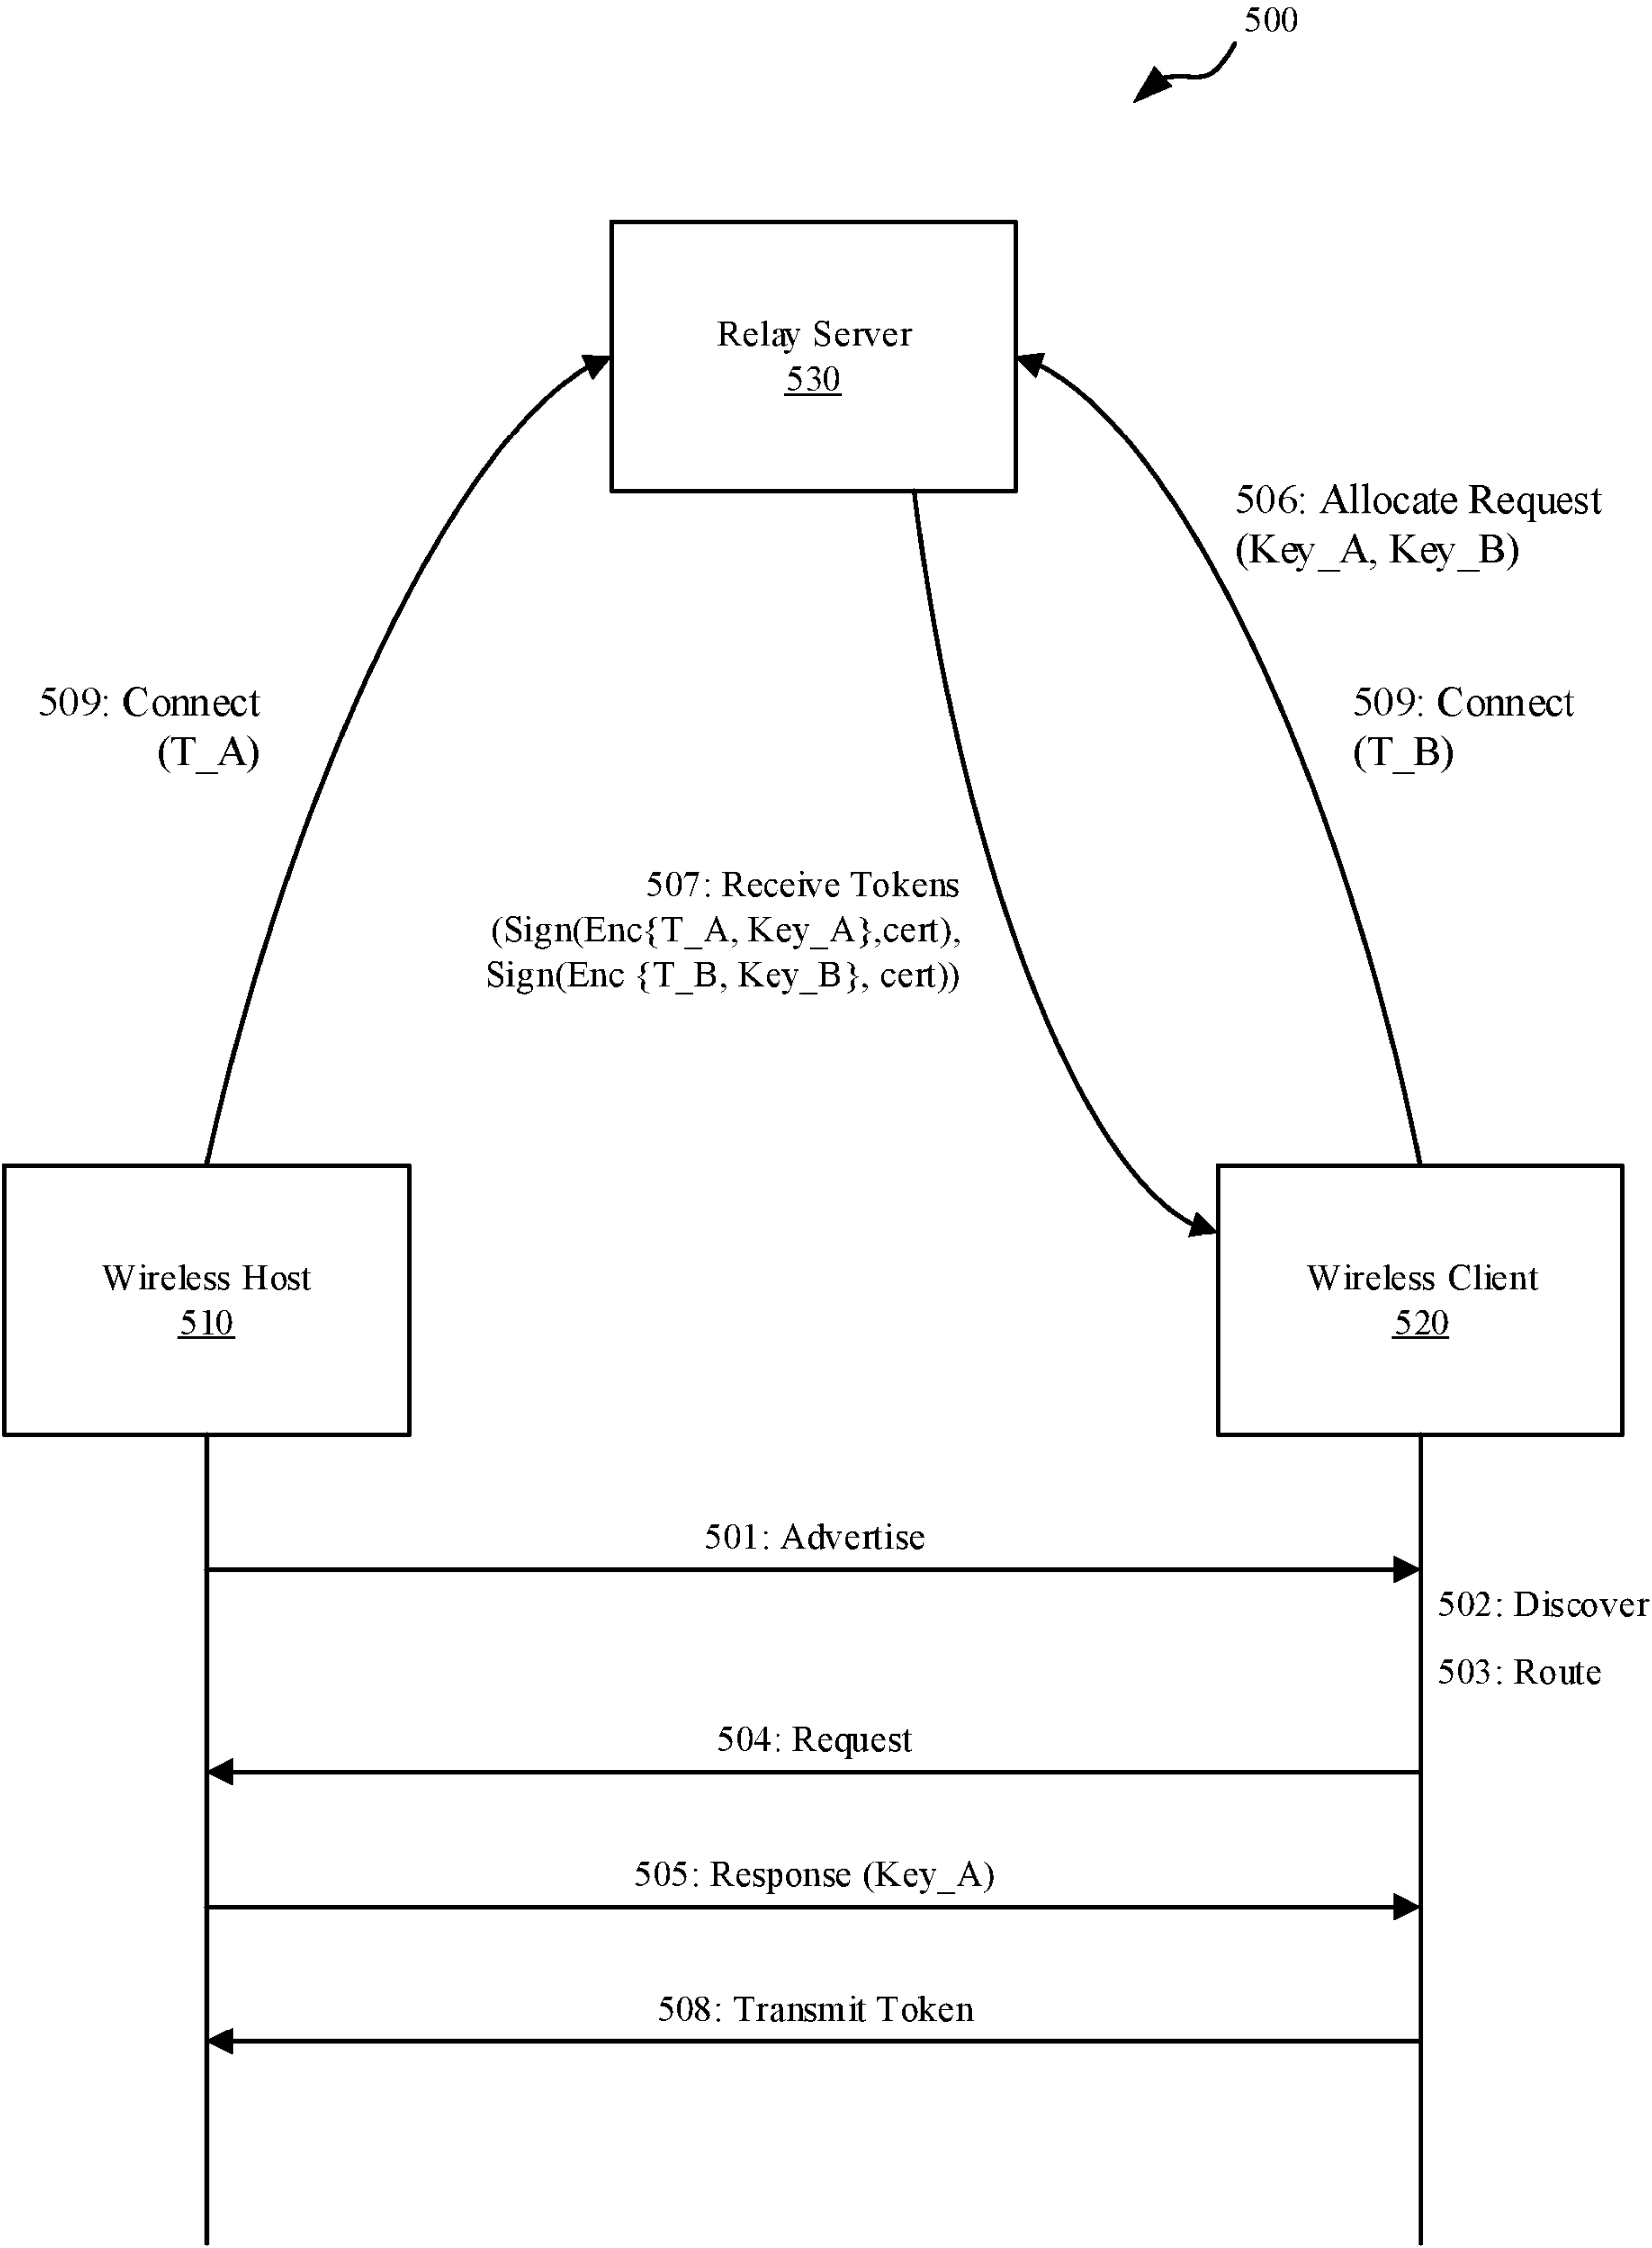 500
Relay Server
530
506: Allocate Request
(Key_A, Key_B)
509: Connect
(T_A)
509: Connect
(T_B)
507: Receive Tokens
(Sign(Enc{T_A, Key_A},cert),
Sign(Enc {T_B, Key_B}, cert))
Wireless Host
510
Wireless Client
520
501: Advertise
502: Discover
503: Route
504: Request
505: Response (Key_A)
508: Transmit Token